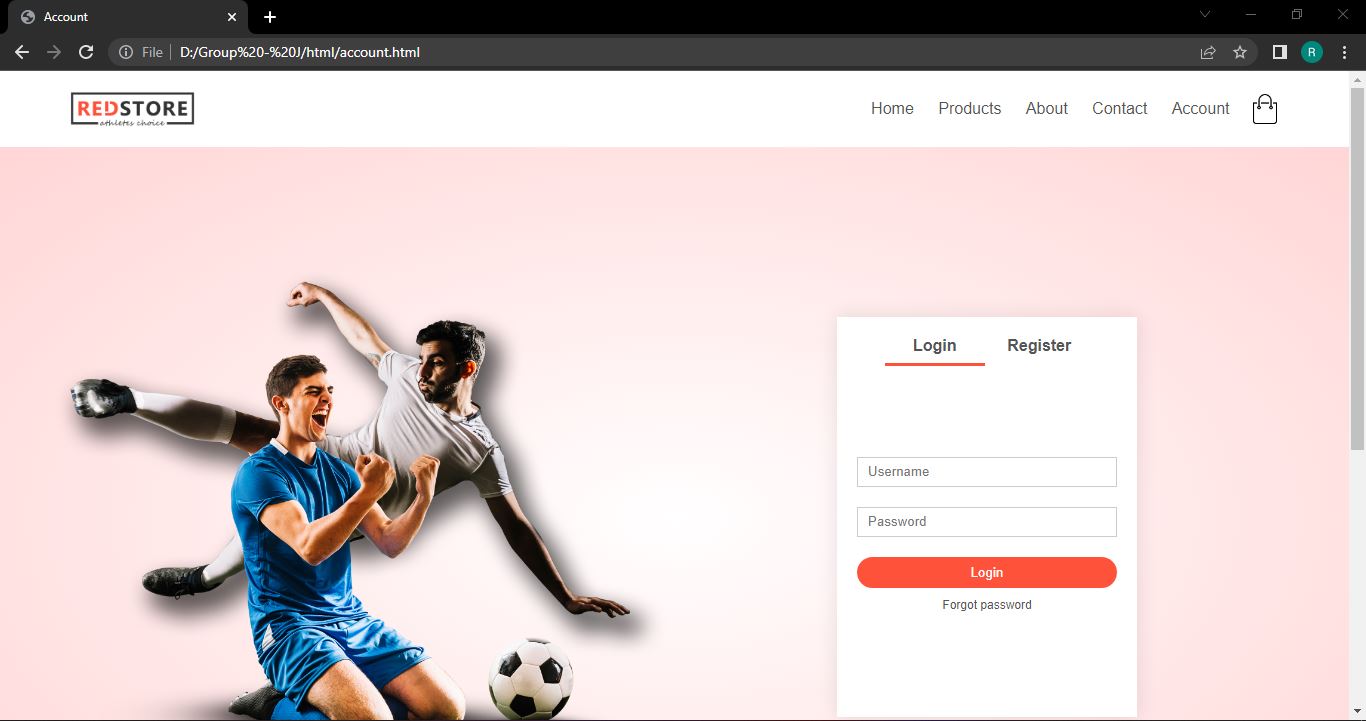 Account
File
D:/Group%20-%20J/html/account.html
R
REDSTORE
athletes choice
Home Products About Contact Account
Login Register
Username
Password
Login
Forgot password